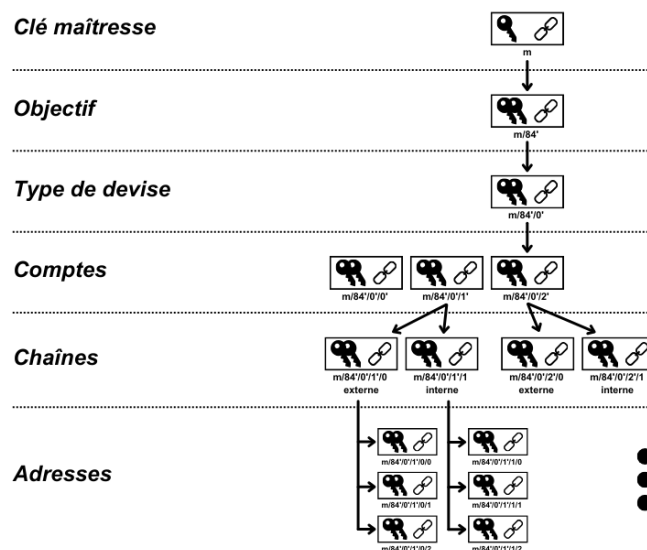 Clé maîtresse
m
Objectif
m/84'
Type de devise
m/84'/0'
Comptes
m/84'/0'/0'
m/84'/0'/1'
m/84'/0'/2'
Chaînes
m/84'/0'/1'/0
externe
m/84'/0'/1'/1
interne
m/84'/0'/2'/0
externe
m/84'/0'/2'/1
interne
Adresses
m/84'/0'/1'/0/0
m/84'/0'/1'/1/0
m/84'/0'/1'/0/1
m/84'/0'/1'/1/1
m/84'/0'/1'/0/2
m/84'/0'/1'/1/2